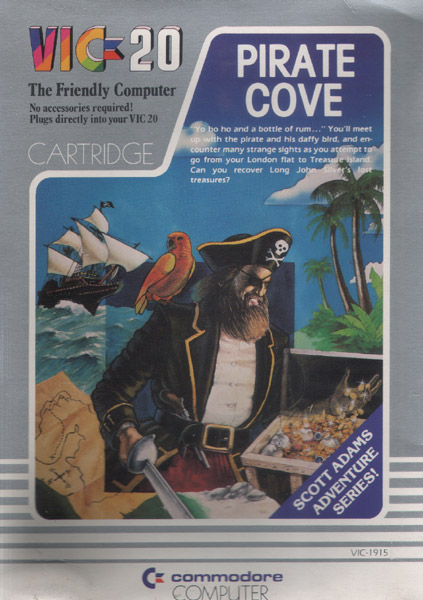 VIC-20
The Friendly Computer
No accessories required!
Plugs directly into your VIC 20
CARTRIDGE
PIRATE
COVE
"Yo ho ho and a bottle of rum..." You'll meet
up with the pirate and his daffy bird, and en-
counter many strange sights as you attempt to
go from your London flat to Treasure Island.
Can you recover Long John Silver's lost
treasures?
SCOTT ADAMS
ADVENTURE
SERIES!
VIC-1915
commodore
COMPUTER